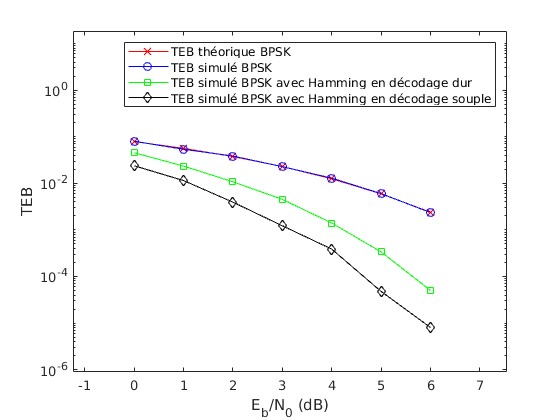 TEB théorique BPSK
TEB simulé BPSK
TEB simulé BPSK avec Hamming en décodage dur
TEB simulé BPSK avec Hamming en décodage souple
10^0
10^-2
10^-4
10^-6
TEB
-1 0 1 2 3 4 5 6 7
E_b/N_0 (dB)